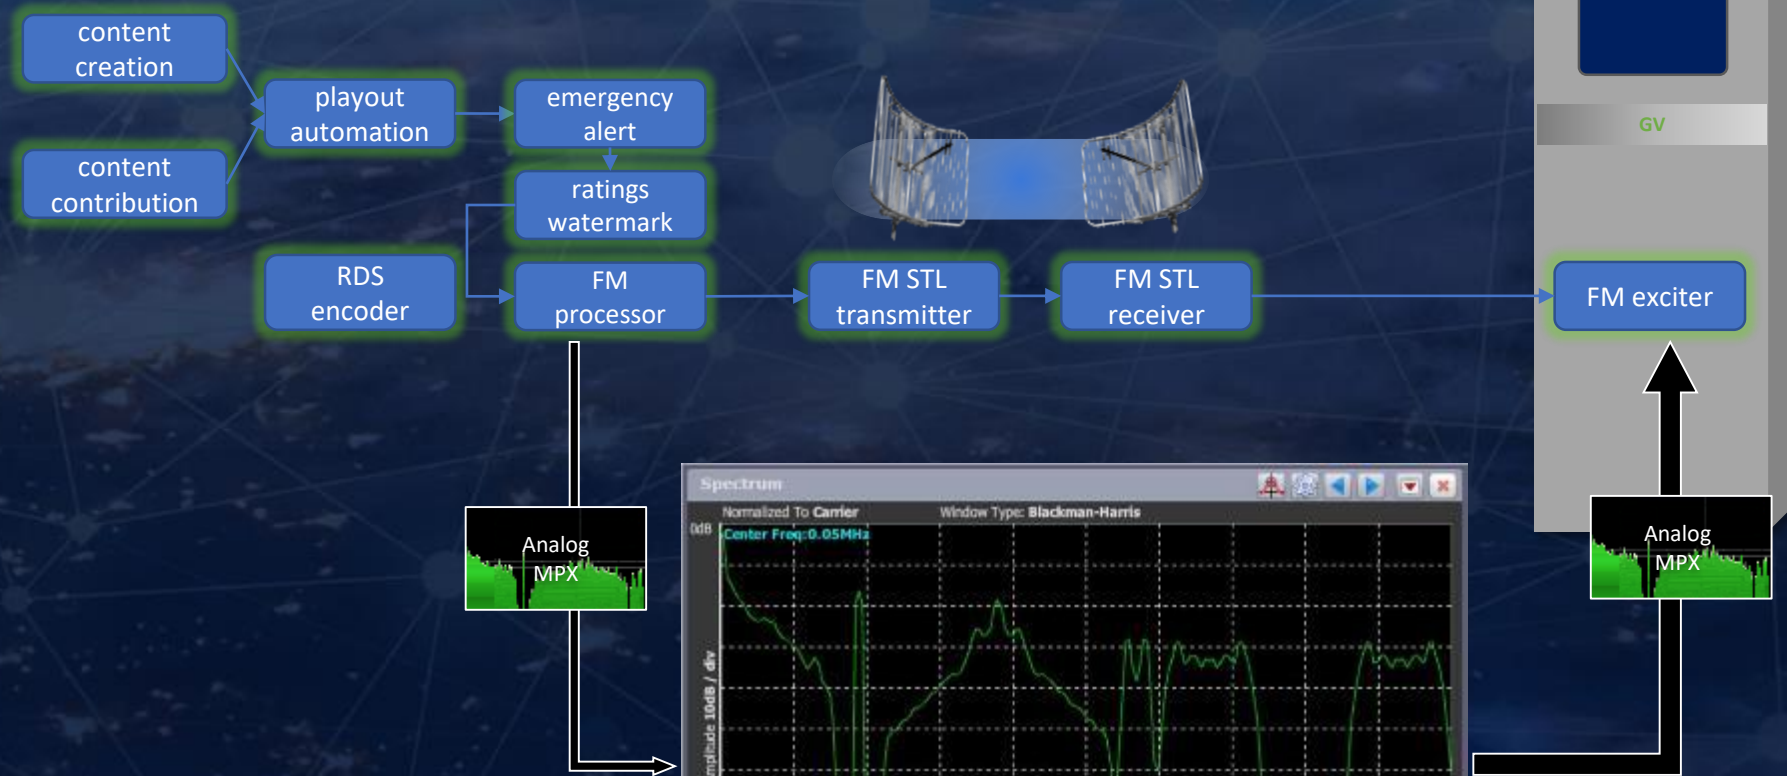 content
creation
content
contribution
playout
automation
emergency
alert
ratings
watermark
RDS
encoder
FM
processor
FM STL
transmitter
FM STL
receiver
GV
FM exciter
Analog
MPX
Analog
MPX
Spectrum
Normalized To Carrier
Window Type: Blackman-Harris
0dB
Center Freq:0.05MHz
mplitude 10dB / div